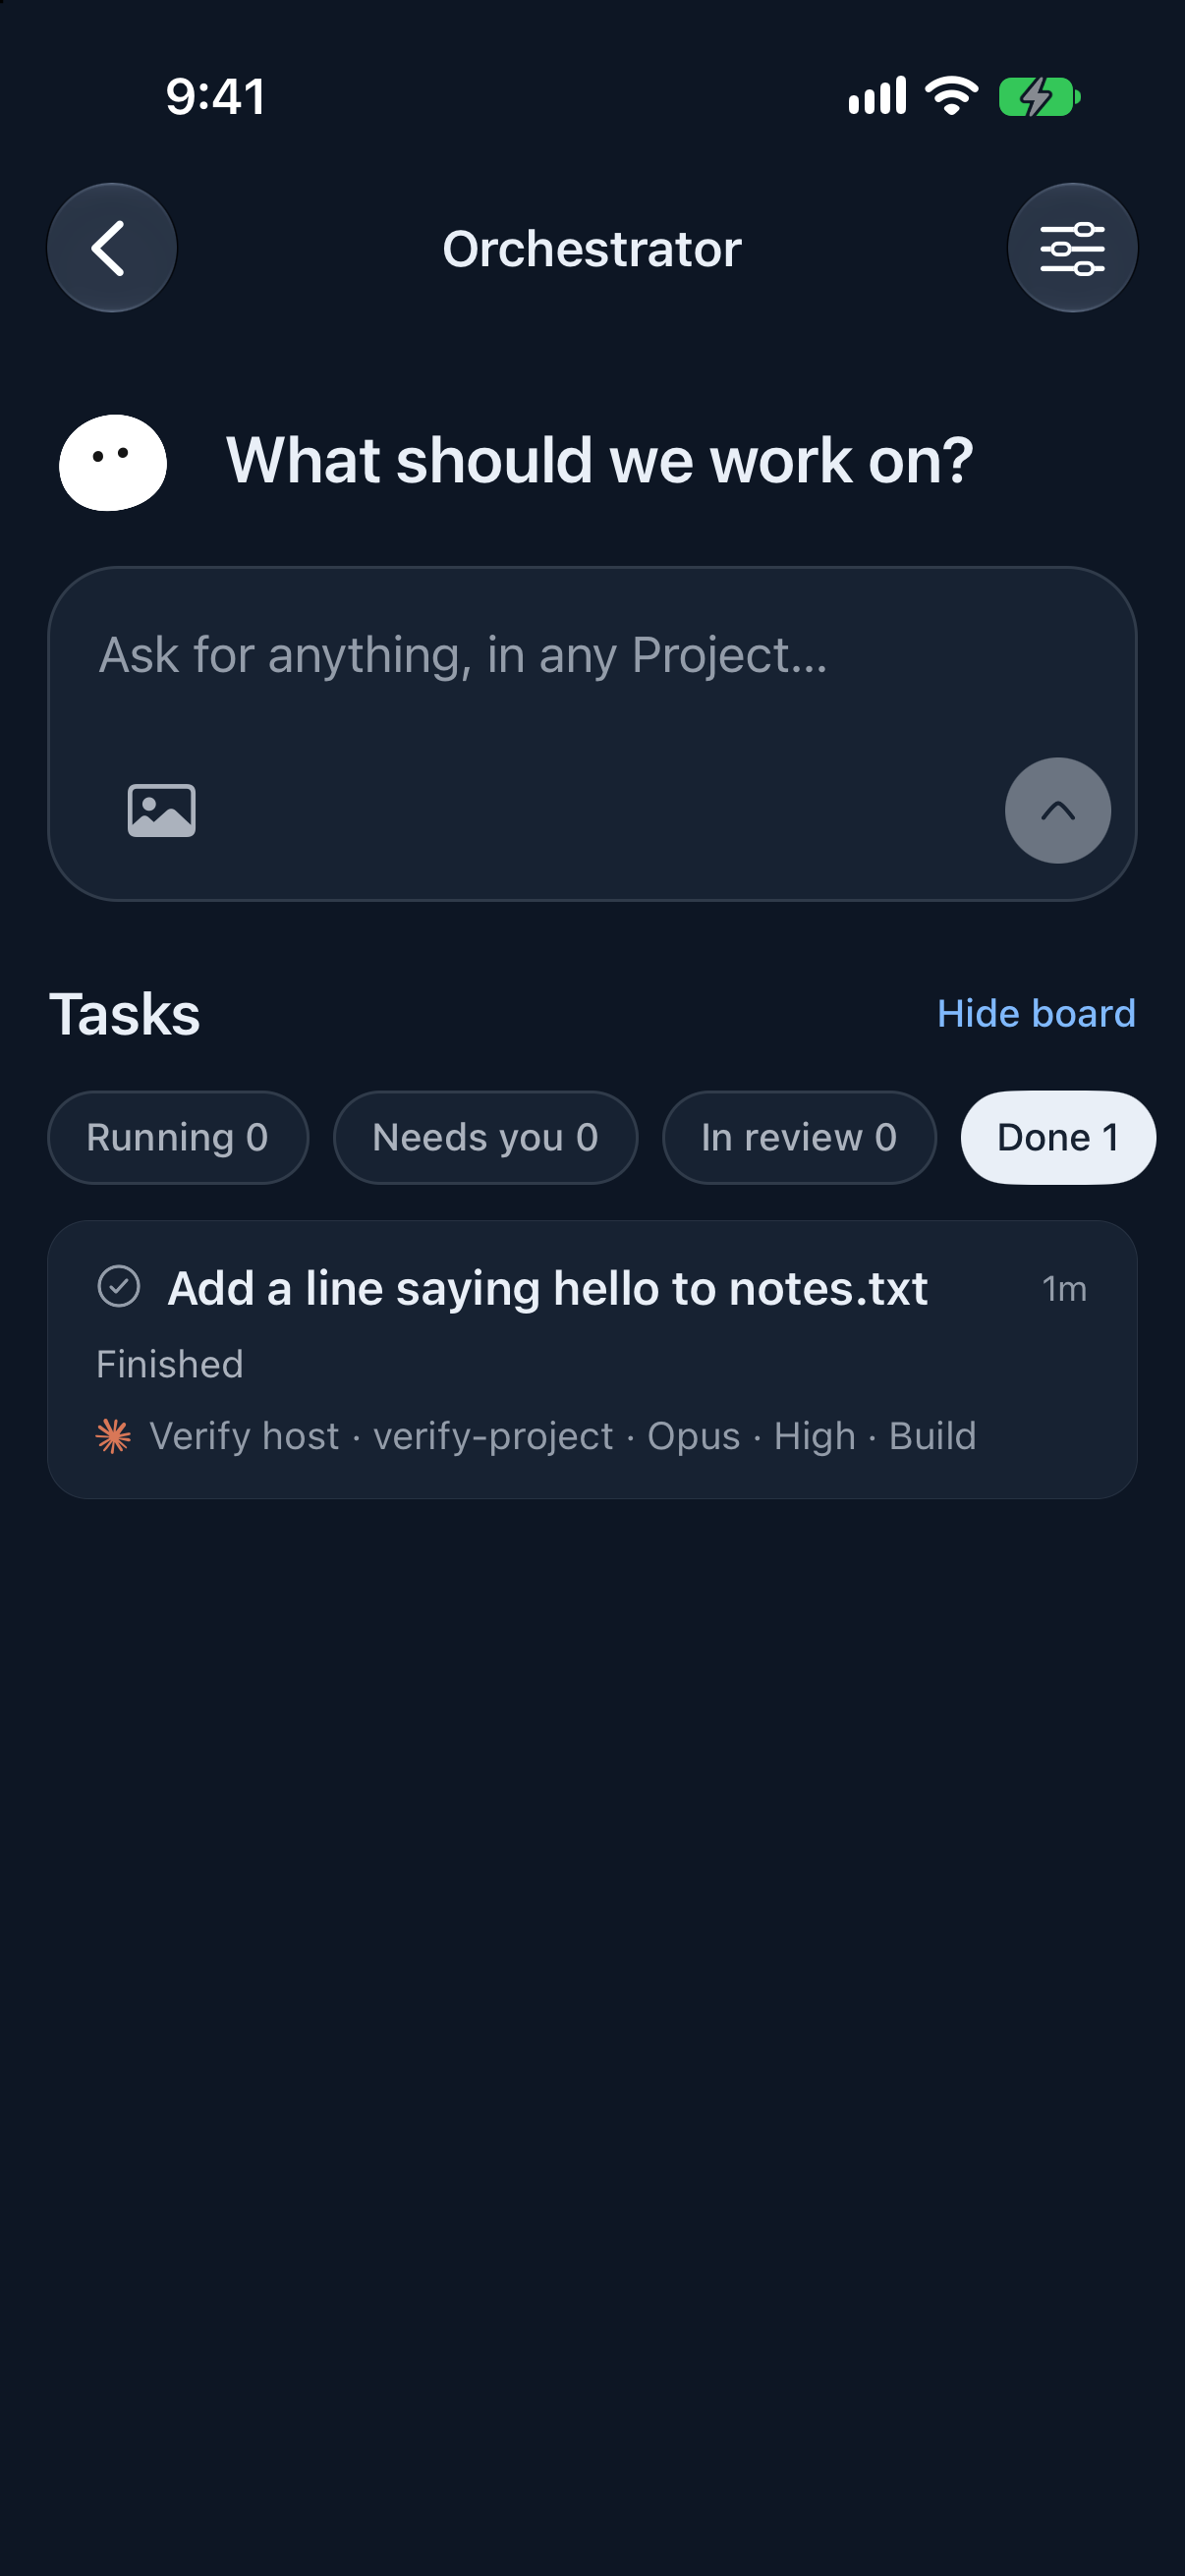 9:41
Orchestrator
What should we work on?
Ask for anything, in any Project...
Tasks
Hide board
Running 0
Needs you 0
In review 0
Done 1
Add a line saying hello to notes.txt
1m
Finished
Verify host · verify-project · Opus · High · Build